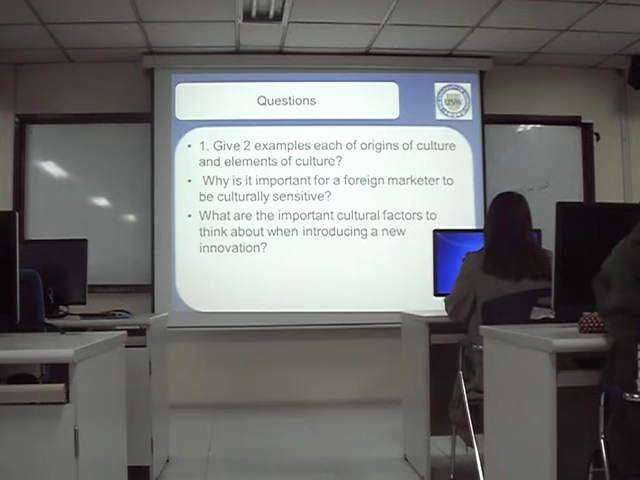 Questions
• 1. Give 2 examples each of origins of culture
and elements of culture?
• Why is it important for a foreign marketer to
be culturally sensitive?
• What are the important cultural factors to
think about when introducing a new
innovation?